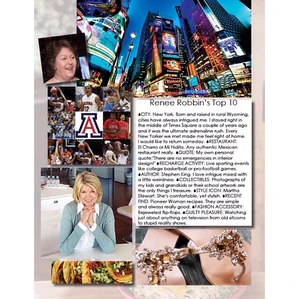 Renee Robbin's Top 10
♠CITY: New York. Born and raised in rural Wyoming,
cities have always intrigued me. I stayed right in
the middle of Times Square a couple of years ago
and it was the ultimate adrenaline rush. Every
New Yorker we met made me feel right at home.
I would like to return someday. ♠RESTAURANT:
El Charro or Mi Nidito. Any authentic Mexican
restaurant really. ♠QUOTE: My own personal
quote:"There are no emergencies in interior
design!" ♠RECHARGE ACTIVITY: Live sporting events
like college basketball or pro-football games.
♠AUTHOR: Stephen King. I love intrigue mixed with
a little weirdness. ♠COLLECTIBLES: Photographs of
my kids and grandkids or their school artwork are
the only things I treasure. ♠STYLE ICON: Martha
Stewart. She's comfortable, yet stylish. ♠RECENT
FIND: Pioneer Woman recipes. They are simple
and always really good. ♠FASHION ACCESSORY:
Bejeweled flip-flops. ♠GUILTY PLEASURE: Watching
just about anything on television from old sitcoms
to stupid reality shows.
A